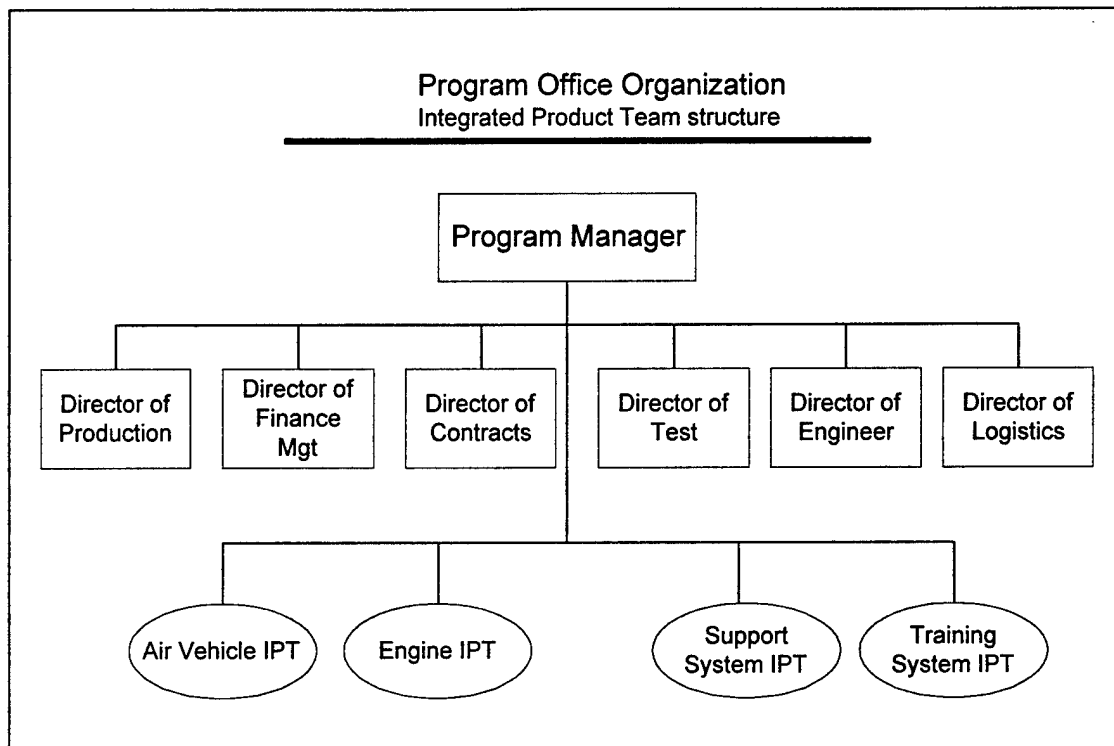 Program Office Organization
Integrated Product Team structure
Program Manager
Director of
Production
Director of
Finance
Mgt
Director of
Contracts
Director of
Test
Director of
Engineer
Director of
Logistics
Air Vehicle IPT
Engine IPT
Support
System IPT
Training
System IPT